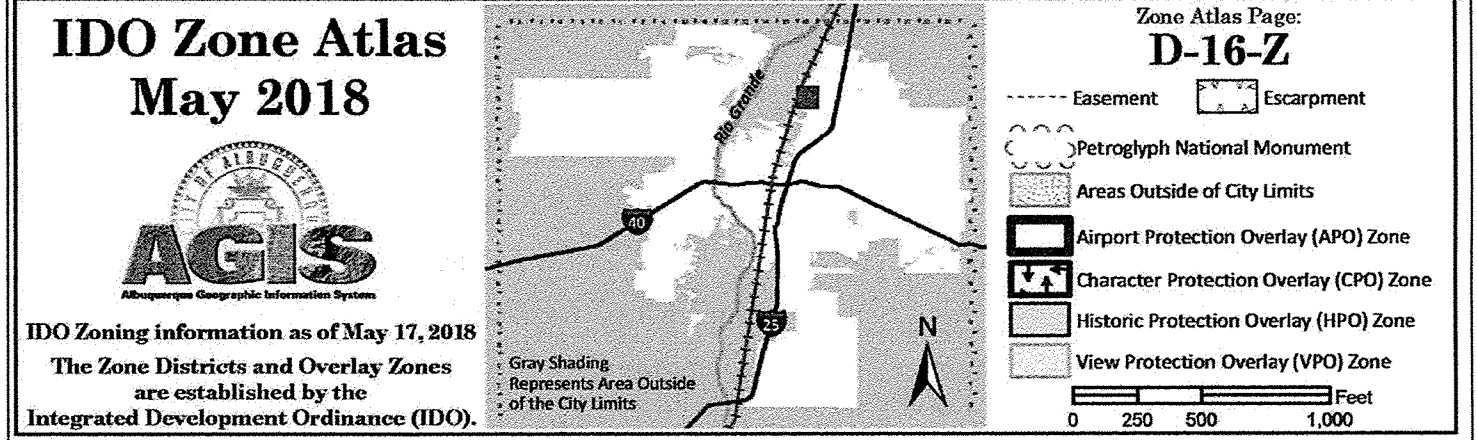 IDO Zone Atlas
May 2018
CITY OF ALBUQUERQUE
AGIS
Albuquerque Geographic Information System
IDO Zoning information as of May 17, 2018
The Zone Districts and Overlay Zones
are established by the
Integrated Development Ordinance (IDO).
Rio Grande
40
25
N
Gray Shading
Represents Area Outside
of the City Limits
Zone Atlas Page:
D-16-Z
Easement
Escarpment
Petroglyph National Monument
Areas Outside of City Limits
Airport Protection Overlay (APO) Zone
Character Protection Overlay (CPO) Zone
Historic Protection Overlay (HPO) Zone
View Protection Overlay (VPO) Zone
Feet
0 250 500 1,000